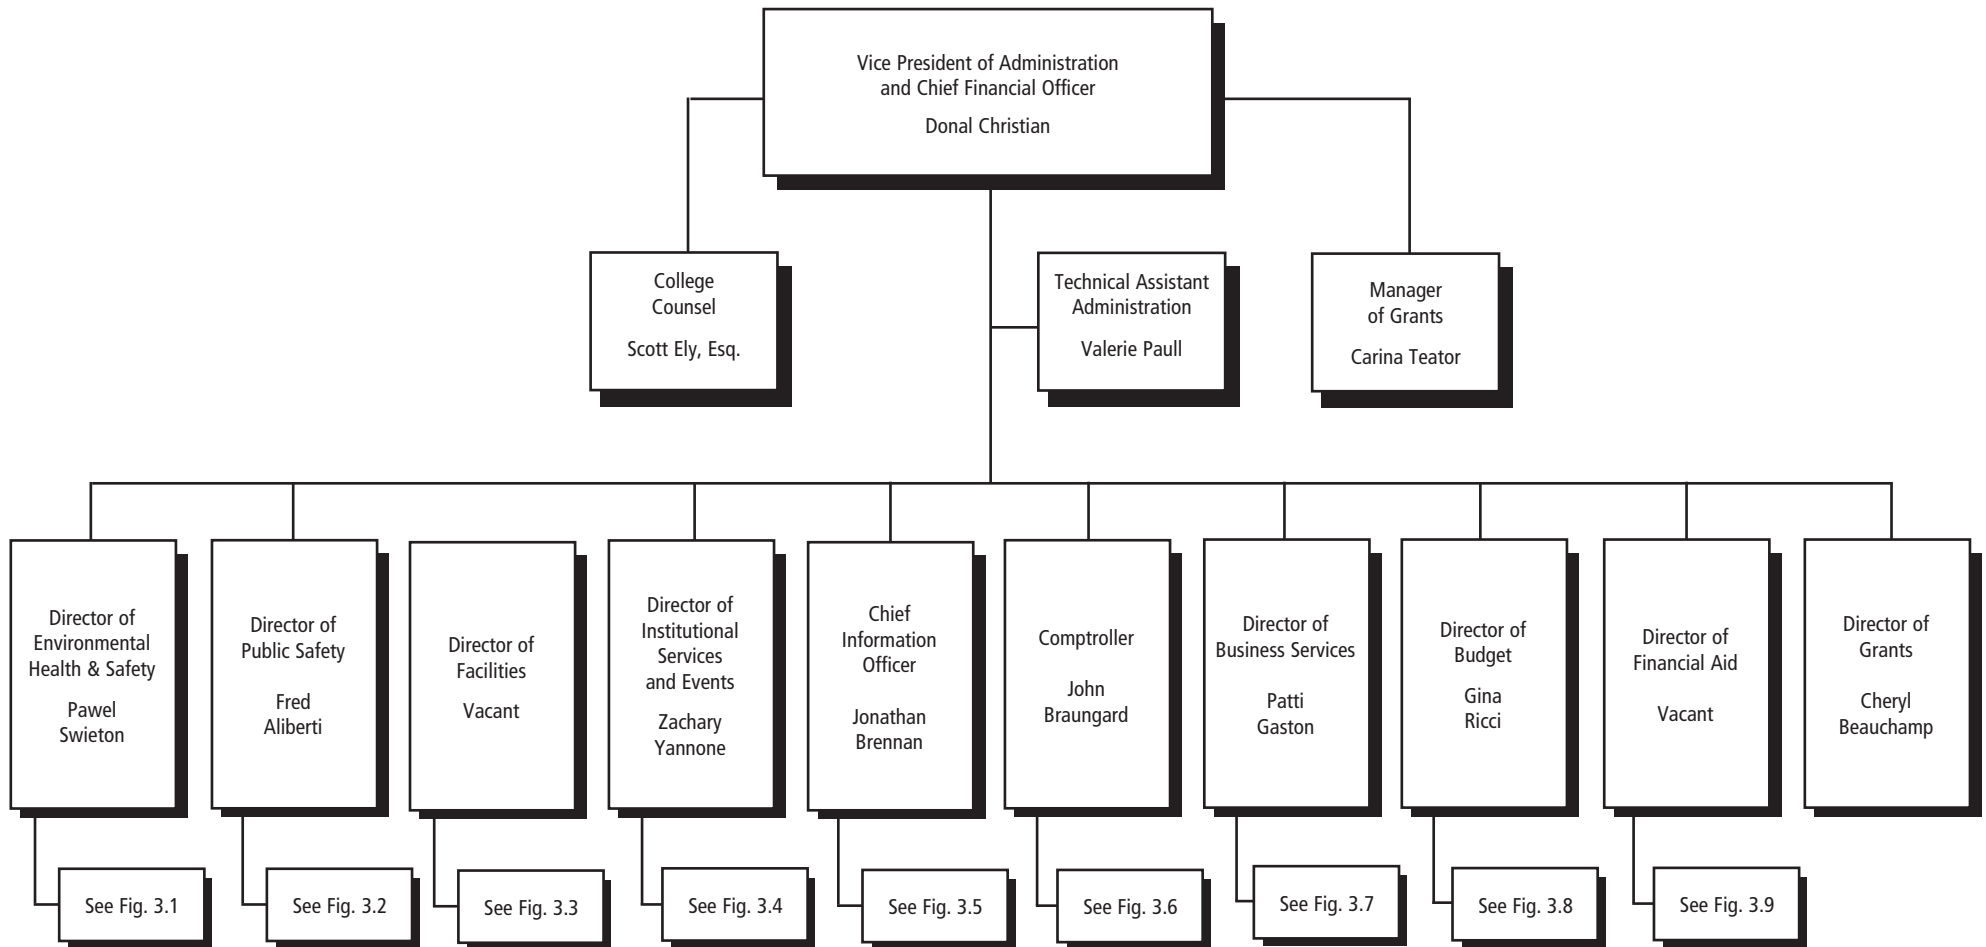 Vice President of Administration
and Chief Financial Officer
Donal Christian
College
Counsel
Scott Ely, Esq.
Technical Assistant
Administration
Valerie Paull
Manager
of Grants
Carina Teator
Director of
Environmental
Health & Safety
Pawel
Swieton
Director of
Public Safety
Fred
Aliberti
Director of
Facilities
Vacant
Director of
Institutional
Services
and Events
Zachary
Yannone
Chief
Information
Officer
Jonathan
Brennan
Comptroller
John
Braungard
Director of
Business Services
Patti
Gaston
Director of
Budget
Gina
Ricci
Director of
Financial Aid
Vacant
Director of
Grants
Cheryl
Beauchamp
See Fig. 3.1
See Fig. 3.2
See Fig. 3.3
See Fig. 3.4
See Fig. 3.5
See Fig. 3.6
See Fig. 3.7
See Fig. 3.8
See Fig. 3.9